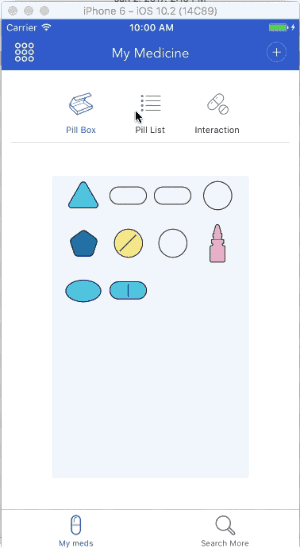 iPhone 6 – iOS 10.2 (14C89)
Carrier 10:00 AM
My Medicine
Pill Box Pill List Interaction
My meds Search More